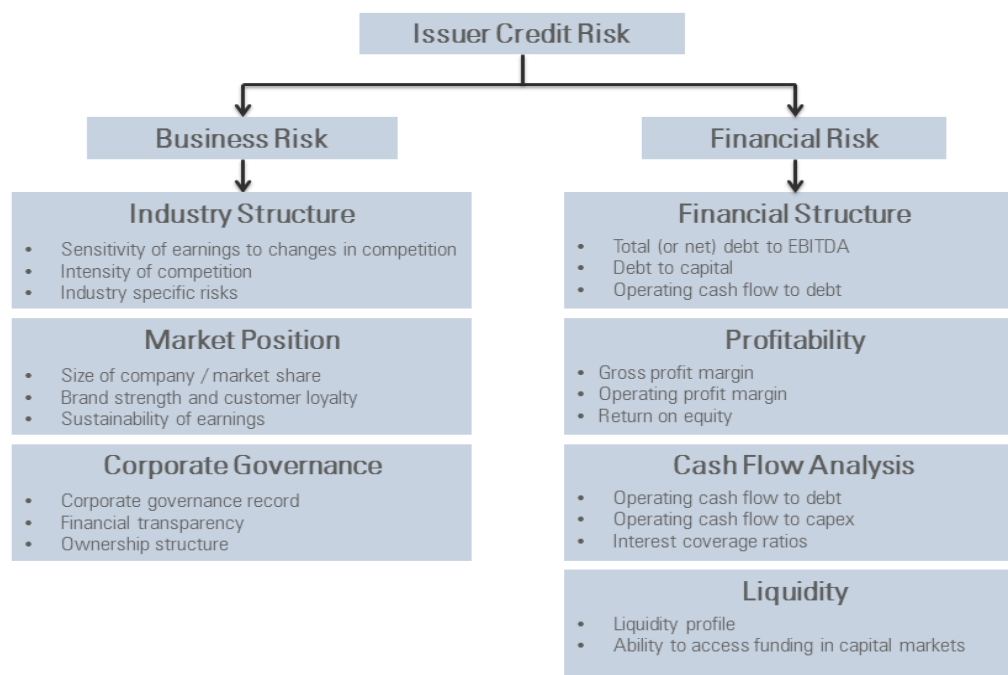 Issuer Credit Risk
Business Risk
Industry Structure
• Sensitivity of earnings to changes in competition
• Intensity of competition
• Industry specific risks
Market Position
• Size of company / market share
• Brand strength and customer loyalty
• Sustainability of earnings
Corporate Governance
• Corporate governance record
• Financial transparency
• Ownership structure
Financial Risk
Financial Structure
• Total (or net) debt to EBITDA
• Debt to capital
• Operating cash flow to debt
Profitability
• Gross profit margin
• Operating profit margin
• Return on equity
Cash Flow Analysis
• Operating cash flow to debt
• Operating cash flow to capex
• Interest coverage ratios
Liquidity
• Liquidity profile
• Ability to access funding in capital markets